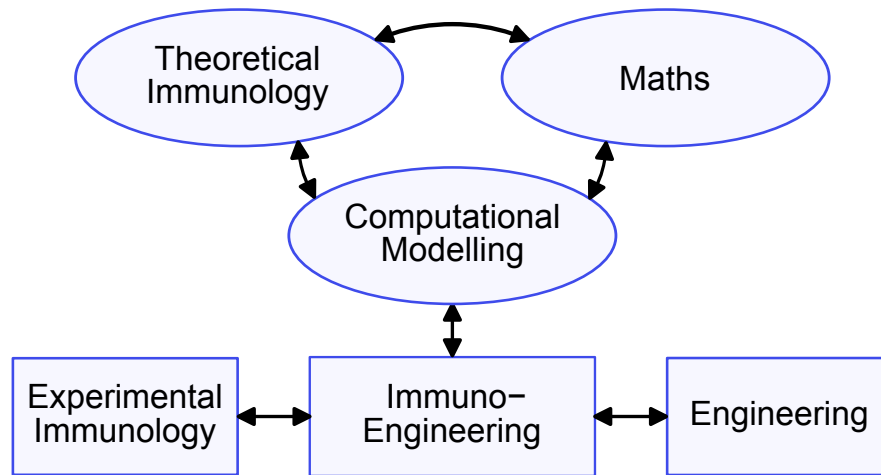 Theoretical
Immunology
Maths
Computational
Modelling
Experimental
Immunology
Immuno−
Engineering
Engineering